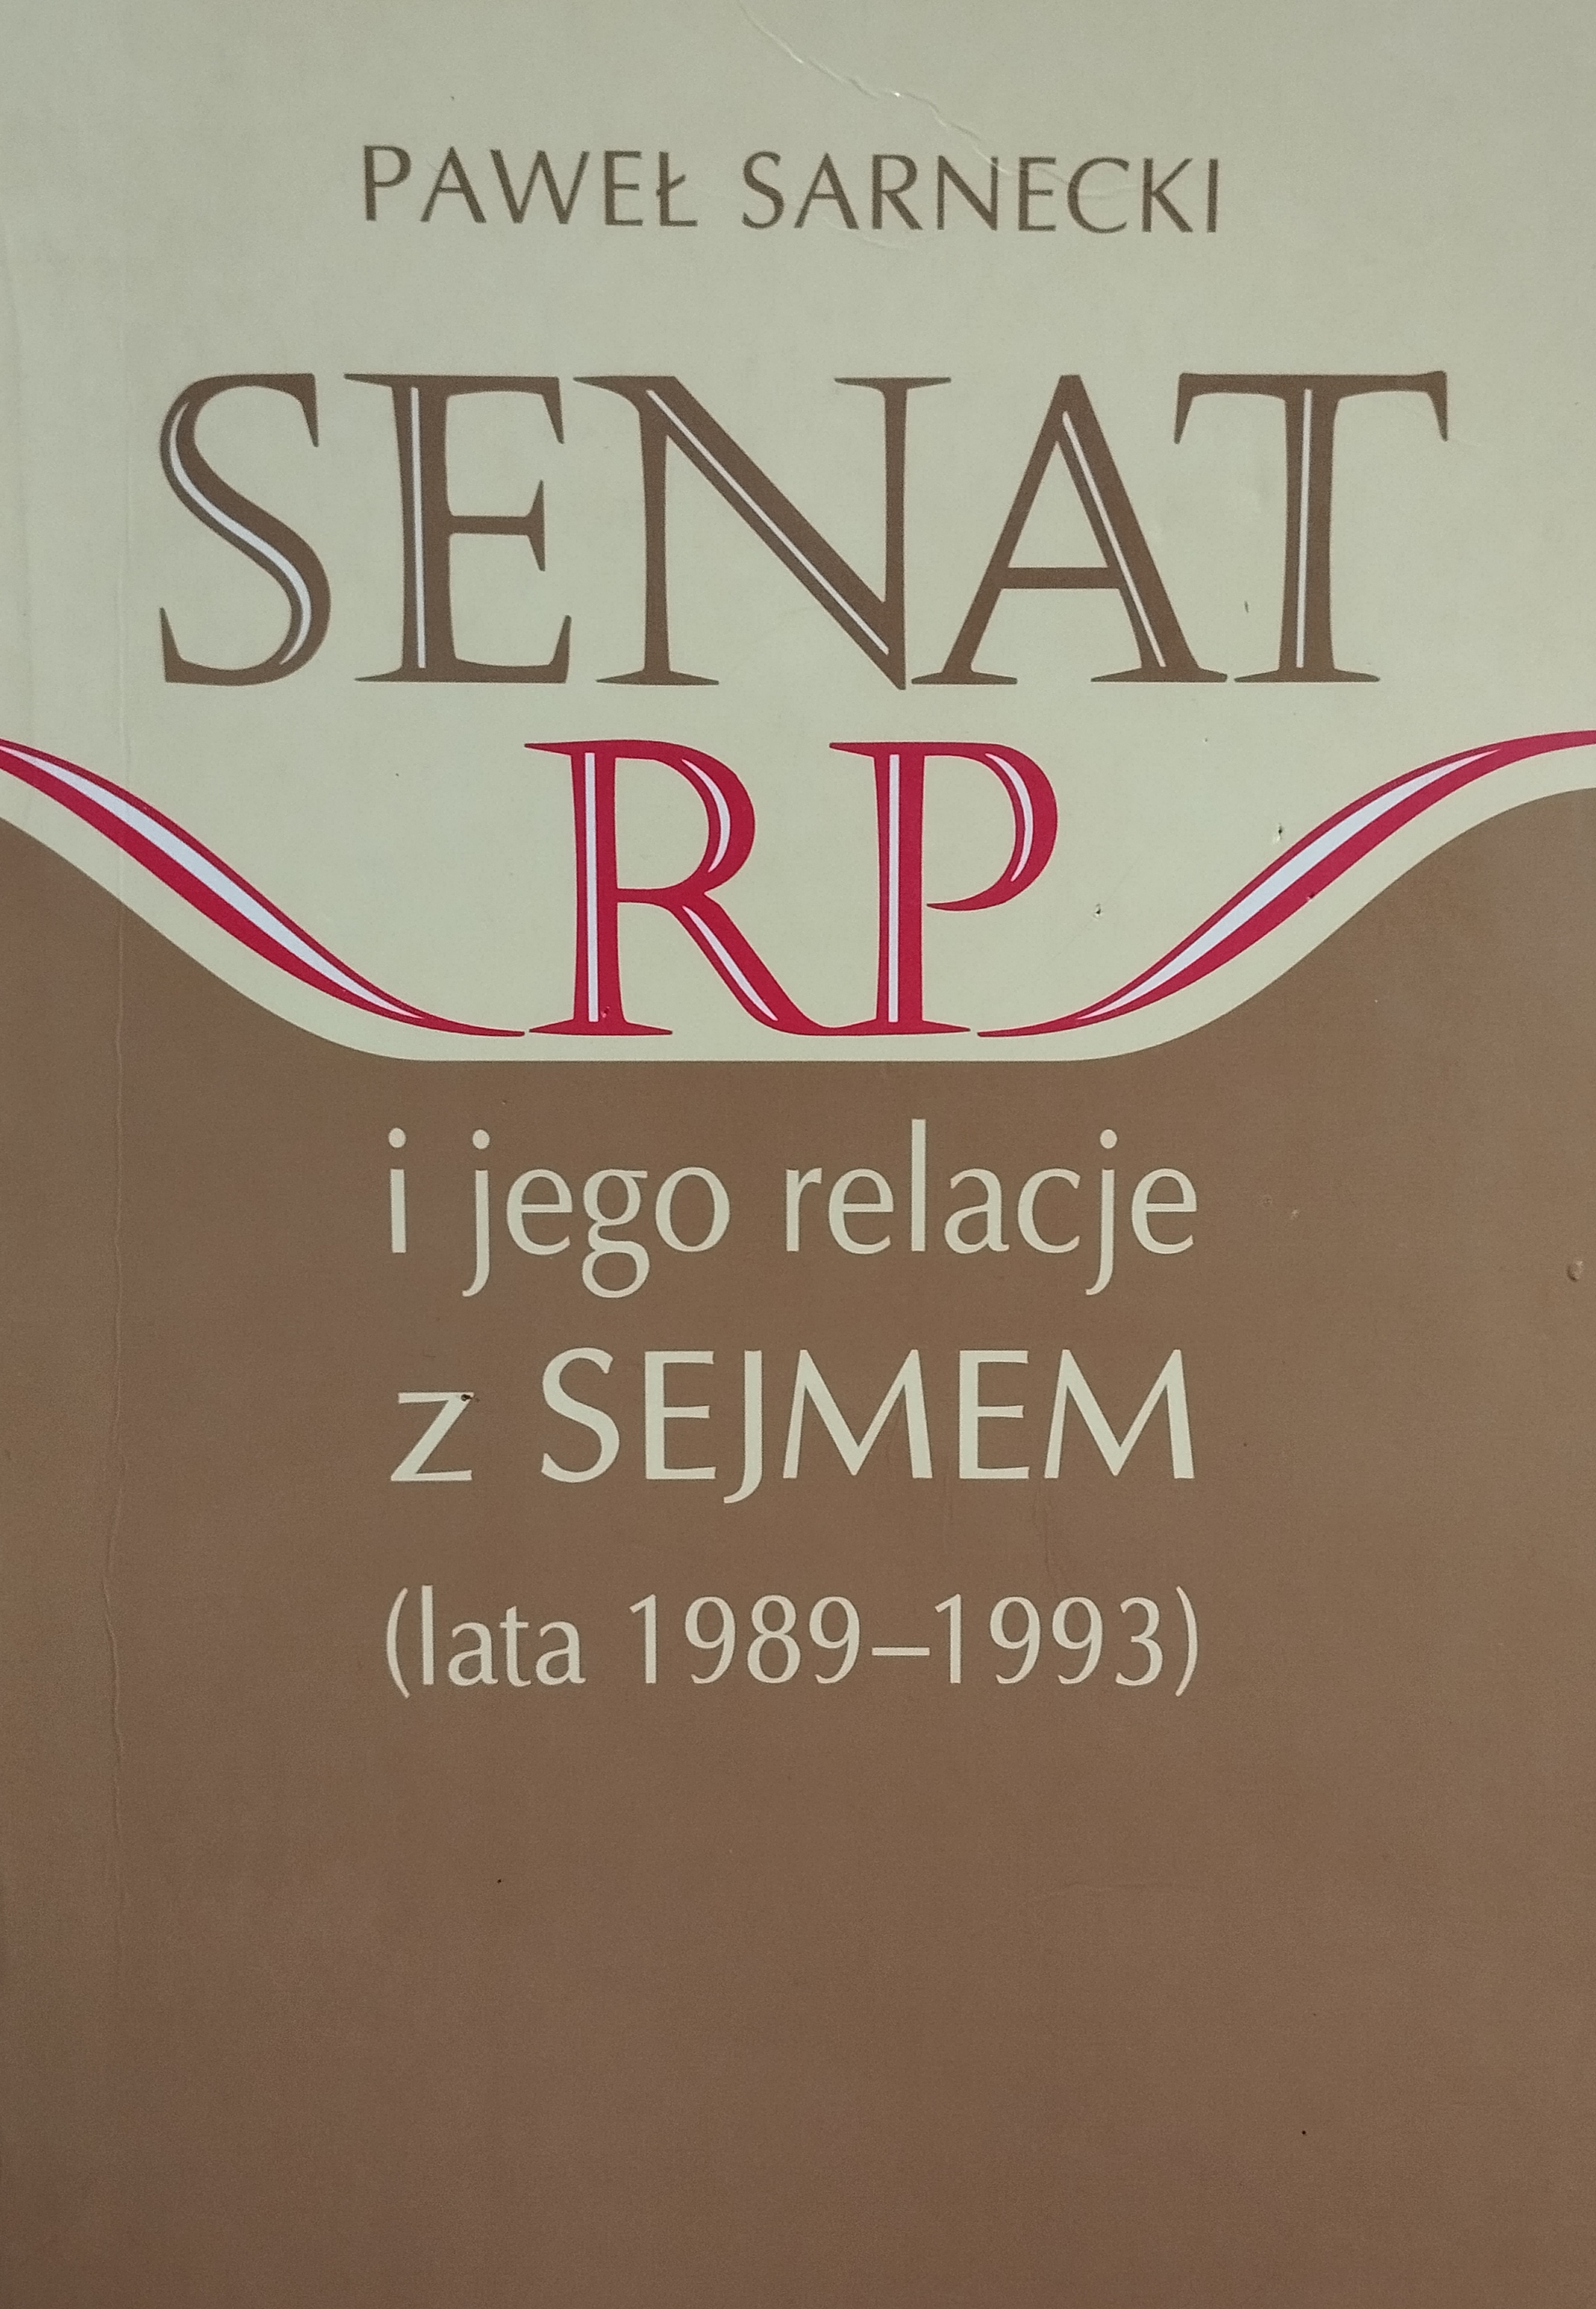 PAWEŁ SARNECKI
SENAT
RP
i jego relacje
z SEJMEM
(lata 1989–1993)